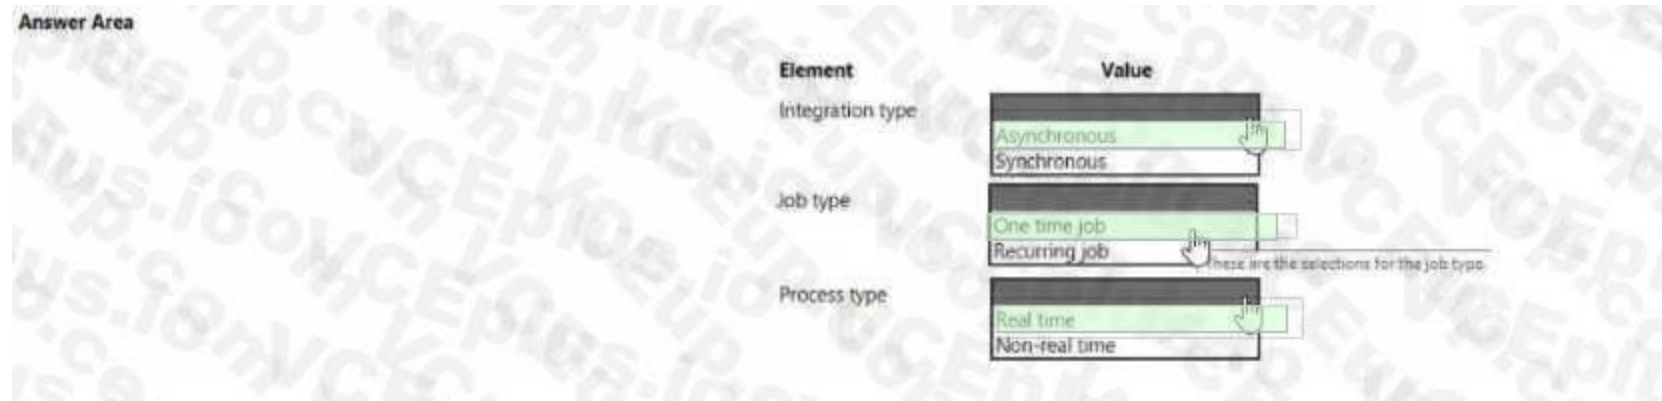 Answer Area
Element Value
Integration type
Asynchronous
Synchronous
Job type
One time job
Recurring job
These are the selections for the job type.
Process type
Real time
Non-real time